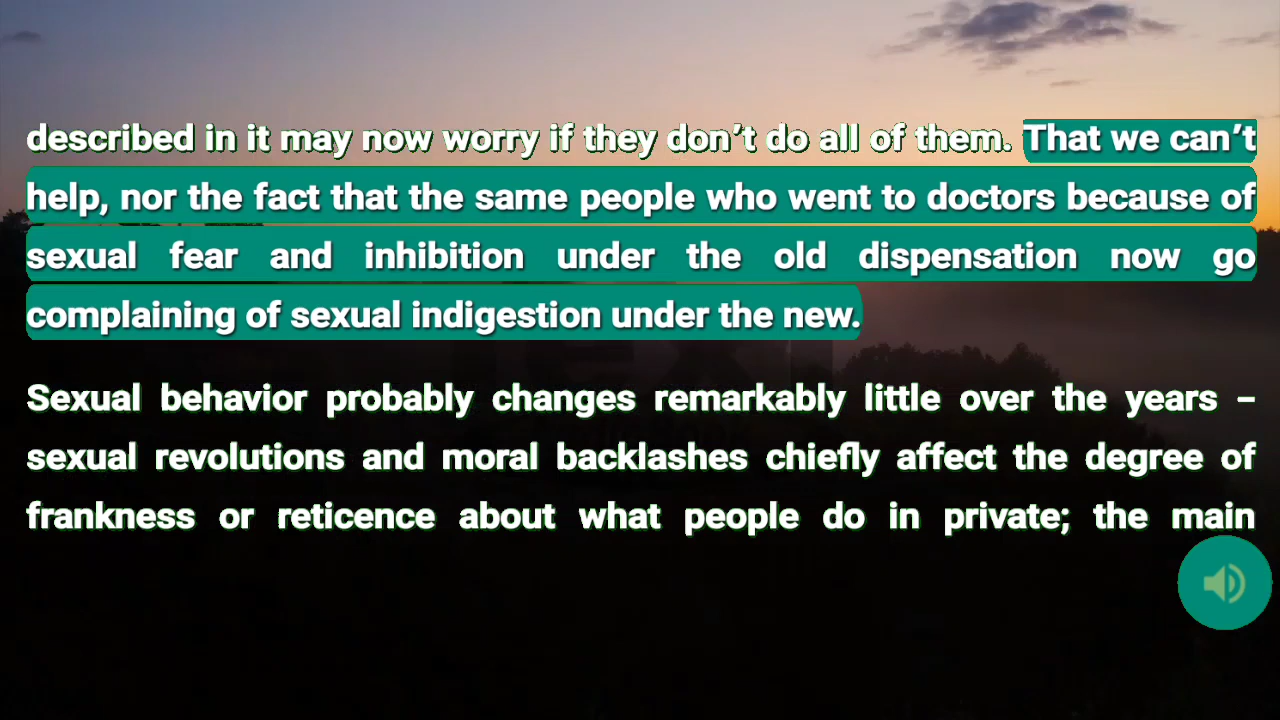 described in it may now worry if they don’t do all of them. That we can’t
help, nor the fact that the same people who went to doctors because of
sexual fear and inhibition under the old dispensation now go
complaining of sexual indigestion under the new.
Sexual behavior probably changes remarkably little over the years –
sexual revolutions and moral backlashes chiefly affect the degree of
frankness or reticence about what people do in private; the main